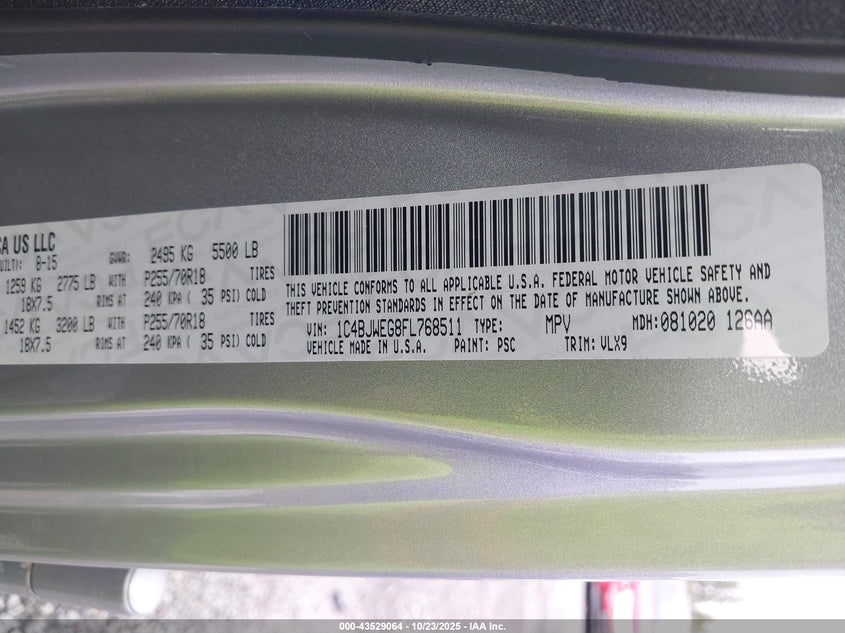 CA US LLC
UILT): 8-15 GVWR: 2495 KG 5500 LB
1259 KG 2775 LB WITH P255/70R18 TIRES
18X7.5 RIMS AT 240 KPA ( 35 PSI) COLD
1452 KG 3200 LB WITH P255/70R18 TIRES
18X7.5 RIMS AT 240 KPA ( 35 PSI) COLD
THIS VEHICLE CONFORMS TO ALL APPLICABLE U.S.A. FEDERAL MOTOR VEHICLE SAFETY AND
THEFT PREVENTION STANDARDS IN EFFECT ON THE DATE OF MANUFACTURE SHOWN ABOVE.
VIN: 1C4BJWEG8FL768511 TYPE: MPV MDH: 081020 126AA
VEHICLE MADE IN U.S.A. PAINT: PSC TRIM: VLX9
000-43529064 - 10/23/2025 - IAA Inc.